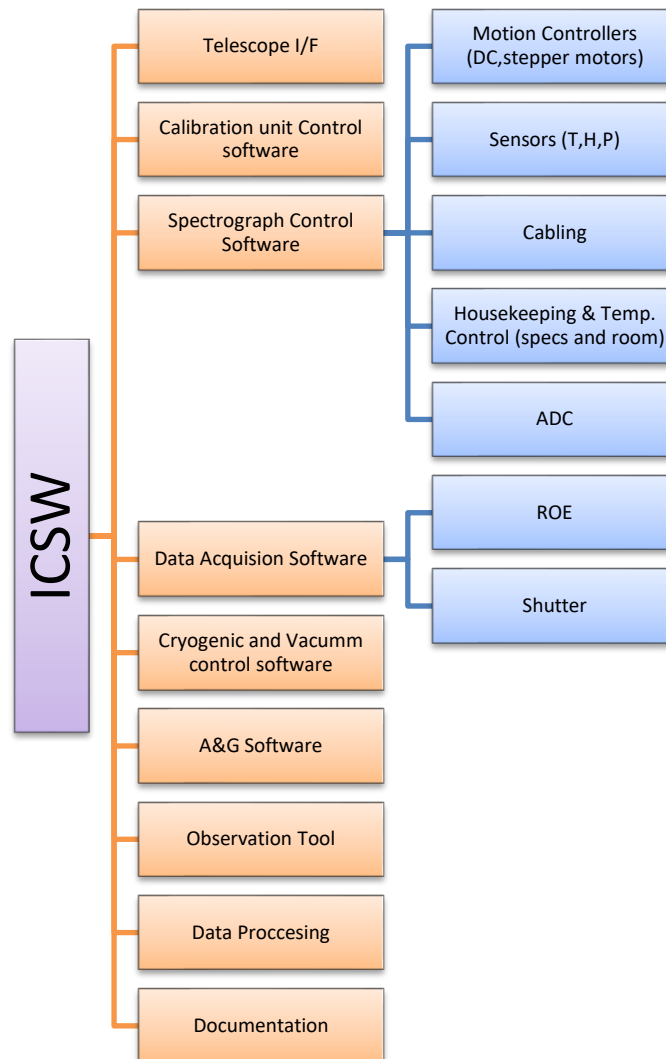 ICSW
Telescope I/F
Calibration unit Control
software
Spectrograph Control
Software
Motion Controllers
(DC,stepper motors)
Sensors (T,H,P)
Cabling
Housekeeping & Temp.
Control (specs and room)
ADC
Data Acquision Software
ROE
Shutter
Cryogenic and Vacumm
control software
A&G Software
Observation Tool
Data Proccesing
Documentation